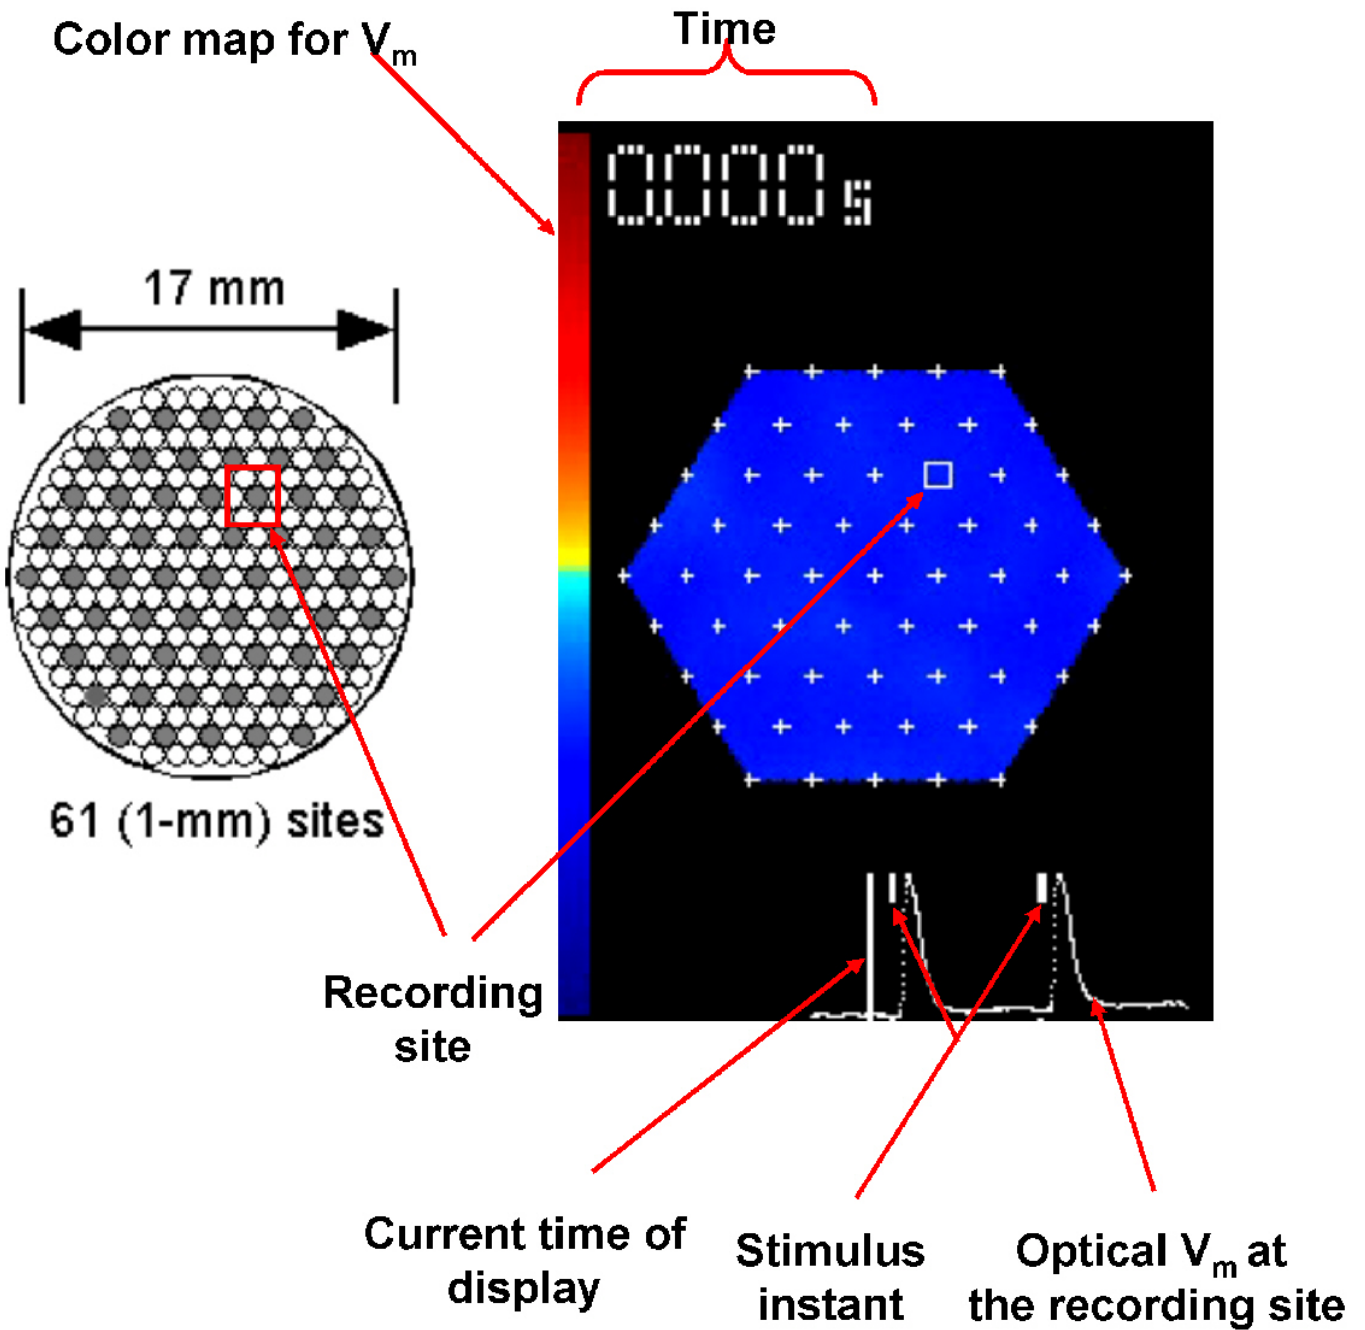 Color map for Vm
Time
0.000 s
17 mm
61 (1-mm) sites
Recording
site
Current time of
display
Stimulus
instant
Optical Vm at
the recording site